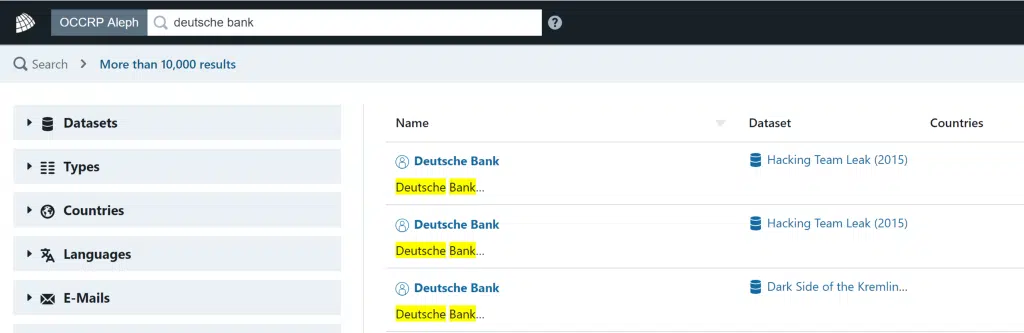 OCCRP Aleph deutsche bank ?
Search More than 10,000 results
Datasets
Types
Countries
Languages
E-Mails
Name Dataset Countries
Deutsche Bank Hacking Team Leak (2015)
Deutsche Bank...
Deutsche Bank Hacking Team Leak (2015)
Deutsche Bank...
Deutsche Bank Dark Side of the Kremlin...
Deutsche Bank...